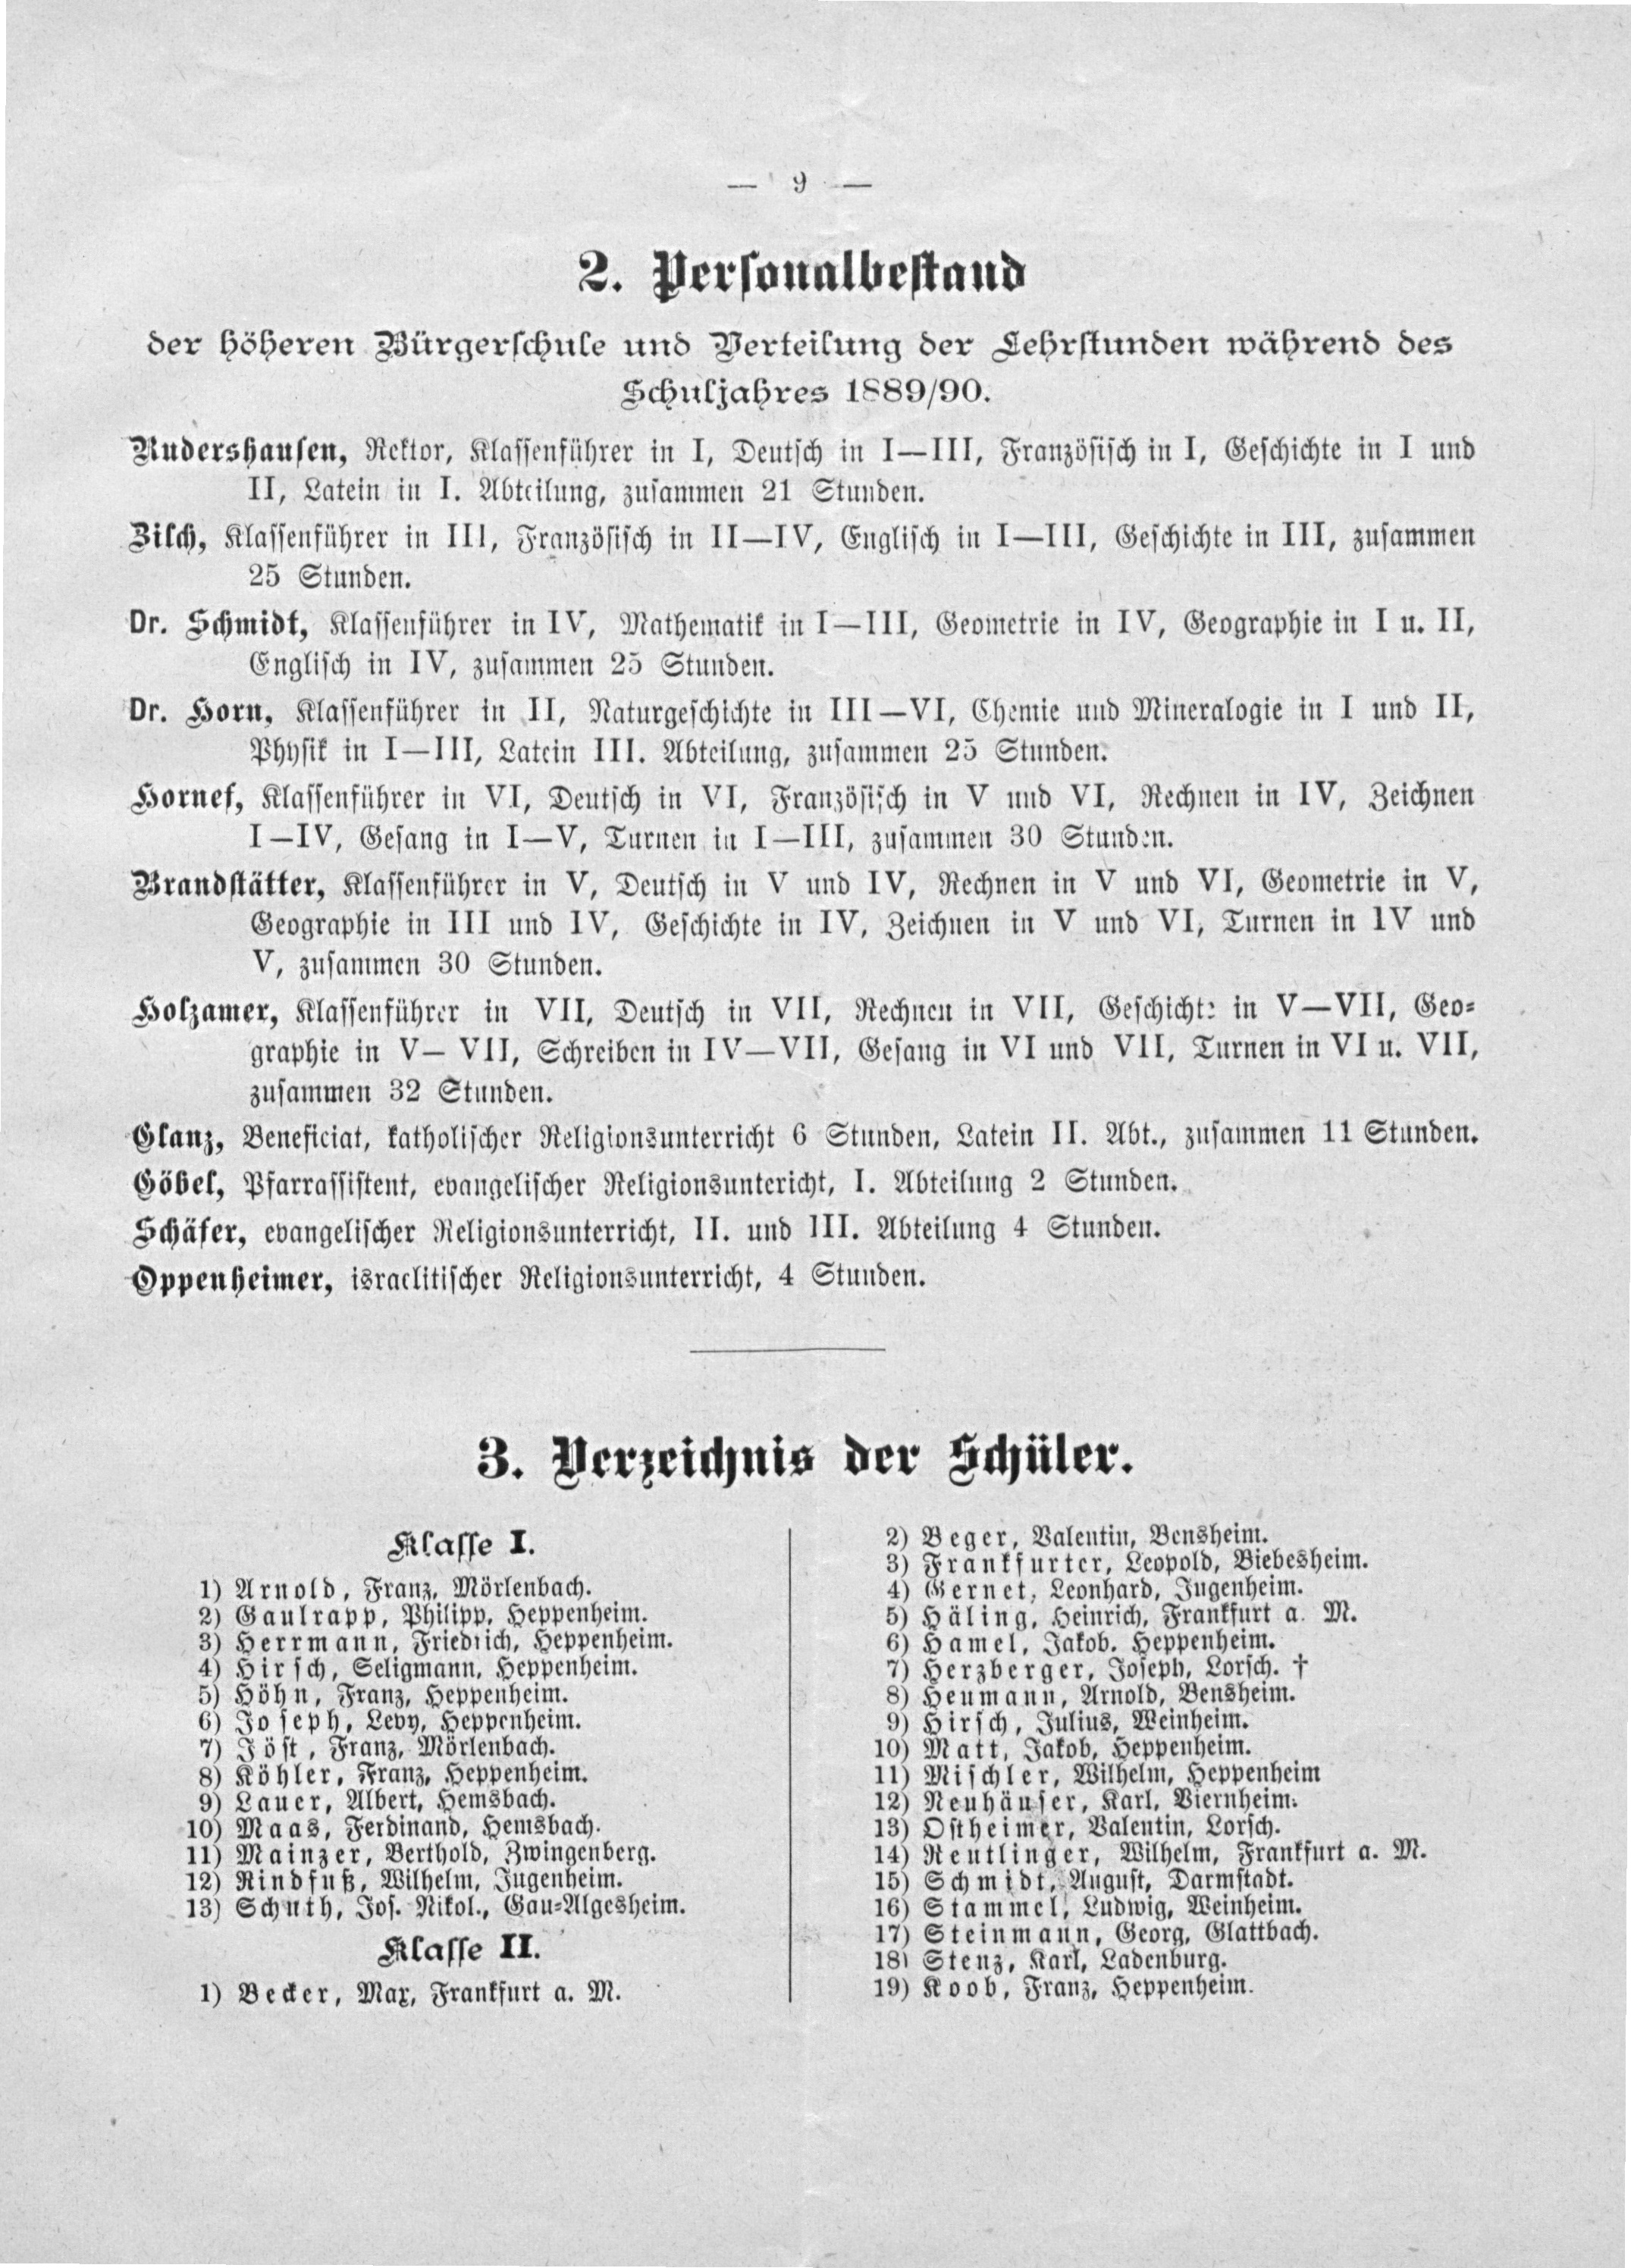 — 9 —
2. Personalbestand
der höheren Bürgerschule und Verteilung der Lehrstunden während des
Schuljahres 1889/90.
Rudershausen, Rektor, Klassenführer in I, Deutsch in I—III, Französisch in I, Geschichte in I und
II, Latein in I. Abteilung, zusammen 21 Stunden.
Zilch, Klassenführer in III, Französisch in II—IV, Englisch in I—III, Geschichte in III, zusammen
25 Stunden.
Dr. Schmidt, Klassenführer in IV, Mathematik in I—III, Geometrie in IV, Geographie in I u. II,
Englisch in IV, zusammen 25 Stunden.
Dr. Horn, Klassenführer in II, Naturgeschichte in III—VI, Chemie und Mineralogie in I und II,
Physik in I—III, Latein III. Abteilung, zusammen 25 Stunden.
Hornef, Klassenführer in VI, Deutsch in VI, Französisch in V und VI, Rechnen in IV, Zeichnen
I—IV, Gesang in I—V, Turnen in I—III, zusammen 30 Stunden.
Brandstätter, Klassenführer in V, Deutsch in V und IV, Rechnen in V und VI, Geometrie in V,
Geographie in III und IV, Geschichte in IV, Zeichnen in V und VI, Turnen in IV und
V, zusammen 30 Stunden.
Holzamer, Klassenführer in VII, Deutsch in VII, Rechnen in VII, Geschichte in V—VII, Geo-
graphie in V—VII, Schreiben in IV—VII, Gesang in VI und VII, Turnen in VI u. VII,
zusammen 32 Stunden.
Glanz, Beneficiat, katholischer Religionsunterricht 6 Stunden, Latein II. Abt., zusammen 11 Stunden.
Göbel, Pfarrassistent, evangelischer Religionsuntericht, I. Abteilung 2 Stunden.
Schäfer, evangelischer Religionsunterricht, II. und III. Abteilung 4 Stunden.
Oppenheimer, israelitischer Religionsunterricht, 4 Stunden.
3. Verzeichnis der Schüler.
Klasse I.
1) Arnold, Franz, Mörlenbach.
2) Gaulrapp, Philipp, Heppenheim.
3) Herrmann, Friedrich, Heppenheim.
4) Hirsch, Seligmann, Heppenheim.
5) Höhn, Franz, Heppenheim.
6) Joseph, Levy, Heppenheim.
7) Jöst, Franz, Mörlenbach.
8) Köhler, Franz, Heppenheim.
9) Lauer, Albert, Hemsbach.
10) Maas, Ferdinand, Hemsbach.
11) Mainzer, Berthold, Zwingenberg.
12) Rindfuß, Wilhelm, Jugenheim.
13) Schuth, Jos. Nikol., Gau-Algesheim.
Klasse II.
1) Becker, Max, Frankfurt a. M.
2) Beger, Valentin, Bensheim.
3) Frankfurter, Leopold, Biebesheim.
4) Gernet, Leonhard, Jugenheim.
5) Häling, Heinrich, Frankfurt a. M.
6) Hamel, Jakob, Heppenheim.
7) Herzberger, Joseph, Lorsch. †
8) Heumann, Arnold, Bensheim.
9) Hirsch, Julius, Weinheim.
10) Matt, Jakob, Heppenheim.
11) Mischler, Wilhelm, Heppenheim
12) Neuhäuser, Karl, Viernheim.
13) Ostheimer, Valentin, Lorsch.
14) Reutlinger, Wilhelm, Frankfurt a. M.
15) Schmidt, August, Darmstadt.
16) Stammel, Ludwig, Weinheim.
17) Steinmann, Georg, Glattbach.
18) Stenz, Karl, Ladenburg.
19) Koob, Franz, Heppenheim.